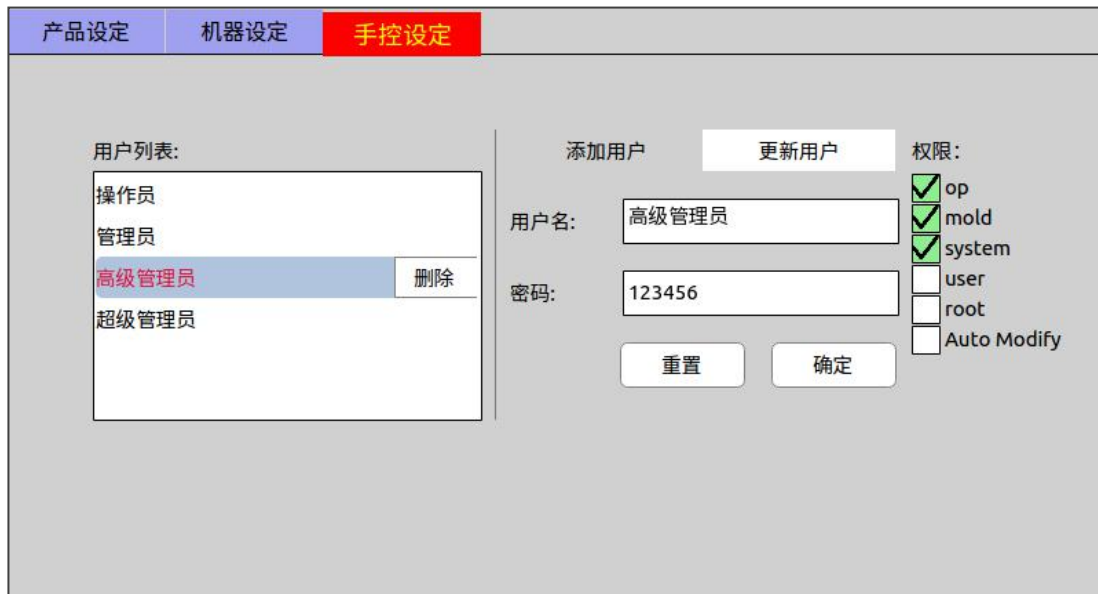 产品设定 机器设定 手控设定
用户列表:
操作员
管理员
高级管理员 删除
超级管理员
添加用户 更新用户
用户名: 高级管理员
密码: 123456
重置 确定
权限:
op
mold
system
user
root
Auto Modify